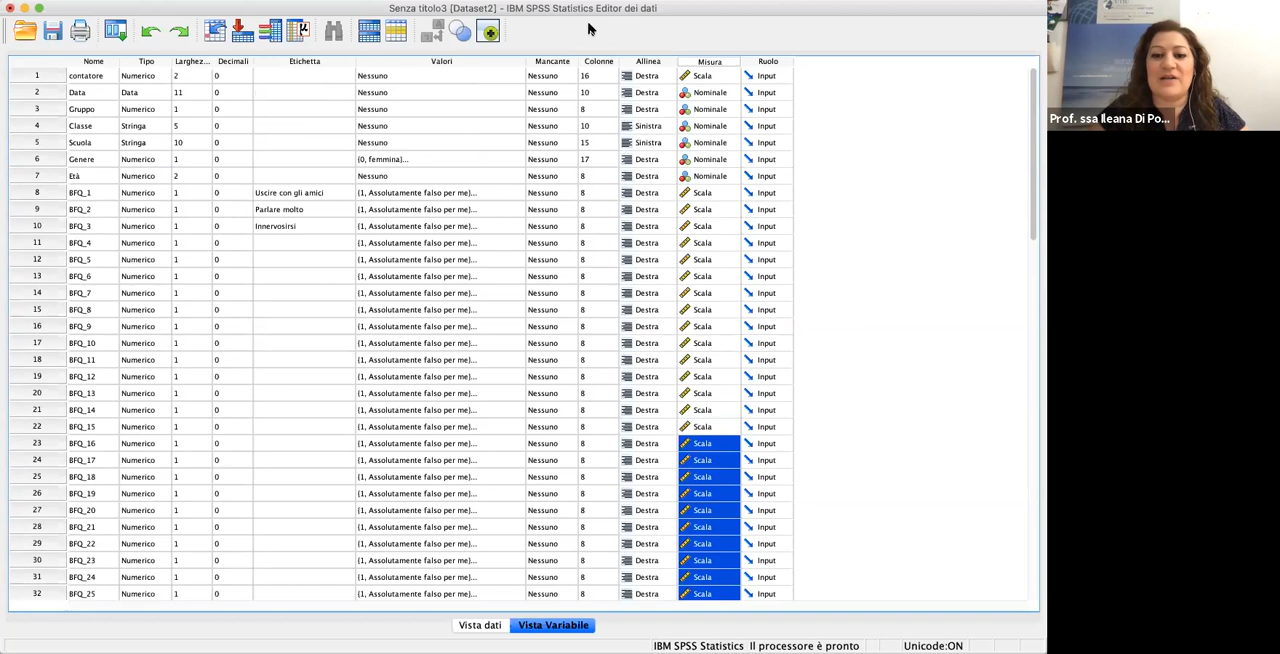 Senza titolo3 [Dataset2] - IBM SPSS Statistics Editor dei dati
Nome Tipo Larghez... Decimali Etichetta Valori Mancante Colonne Allinea Misura Ruolo
1 contatore Numerico 2 0 Nessuno Nessuno 16 Destra Scala Input
2 Data Data 11 0 Nessuno Nessuno 10 Destra Nominale Input
3 Gruppo Numerico 1 0 Nessuno Nessuno 8 Destra Nominale Input
4 Classe Stringa 5 0 Nessuno Nessuno 10 Sinistra Nominale Input
5 Scuola Stringa 10 0 Nessuno Nessuno 15 Sinistra Nominale Input
6 Genere Numerico 1 0 {0, femmina}... Nessuno 17 Destra Nominale Input
7 Età Numerico 2 0 Nessuno Nessuno 8 Destra Nominale Input
8 BFQ_1 Numerico 1 0 Uscire con gli amici {1, Assolutamente falso per me}... Nessuno 8 Destra Scala Input
9 BFQ_2 Numerico 1 0 Parlare molto {1, Assolutamente falso per me}... Nessuno 8 Destra Scala Input
10 BFQ_3 Numerico 1 0 Innervosirsi {1, Assolutamente falso per me}... Nessuno 8 Destra Scala Input
11 BFQ_4 Numerico 1 0 {1, Assolutamente falso per me}... Nessuno 8 Destra Scala Input
12 BFQ_5 Numerico 1 0 {1, Assolutamente falso per me}... Nessuno 8 Destra Scala Input
13 BFQ_6 Numerico 1 0 {1, Assolutamente falso per me}... Nessuno 8 Destra Scala Input
14 BFQ_7 Numerico 1 0 {1, Assolutamente falso per me}... Nessuno 8 Destra Scala Input
15 BFQ_8 Numerico 1 0 {1, Assolutamente falso per me}... Nessuno 8 Destra Scala Input
16 BFQ_9 Numerico 1 0 {1, Assolutamente falso per me}... Nessuno 8 Destra Scala Input
17 BFQ_10 Numerico 1 0 {1, Assolutamente falso per me}... Nessuno 8 Destra Scala Input
18 BFQ_11 Numerico 1 0 {1, Assolutamente falso per me}... Nessuno 8 Destra Scala Input
19 BFQ_12 Numerico 1 0 {1, Assolutamente falso per me}... Nessuno 8 Destra Scala Input
20 BFQ_13 Numerico 1 0 {1, Assolutamente falso per me}... Nessuno 8 Destra Scala Input
21 BFQ_14 Numerico 1 0 {1, Assolutamente falso per me}... Nessuno 8 Destra Scala Input
22 BFQ_15 Numerico 1 0 {1, Assolutamente falso per me}... Nessuno 8 Destra Scala Input
23 BFQ_16 Numerico 1 0 {1, Assolutamente falso per me}... Nessuno 8 Destra Scala Input
24 BFQ_17 Numerico 1 0 {1, Assolutamente falso per me}... Nessuno 8 Destra Scala Input
25 BFQ_18 Numerico 1 0 {1, Assolutamente falso per me}... Nessuno 8 Destra Scala Input
26 BFQ_19 Numerico 1 0 {1, Assolutamente falso per me}... Nessuno 8 Destra Scala Input
27 BFQ_20 Numerico 1 0 {1, Assolutamente falso per me}... Nessuno 8 Destra Scala Input
28 BFQ_21 Numerico 1 0 {1, Assolutamente falso per me}... Nessuno 8 Destra Scala Input
29 BFQ_22 Numerico 1 0 {1, Assolutamente falso per me}... Nessuno 8 Destra Scala Input
30 BFQ_23 Numerico 1 0 {1, Assolutamente falso per me}... Nessuno 8 Destra Scala Input
31 BFQ_24 Numerico 1 0 {1, Assolutamente falso per me}... Nessuno 8 Destra Scala Input
32 BFQ_25 Numerico 1 0 {1, Assolutamente falso per me}... Nessuno 8 Destra Scala Input
Vista dati Vista Variabile
IBM SPSS Statistics Il processore è pronto Unicode:ON
Prof. ssa Ileana Di Po...